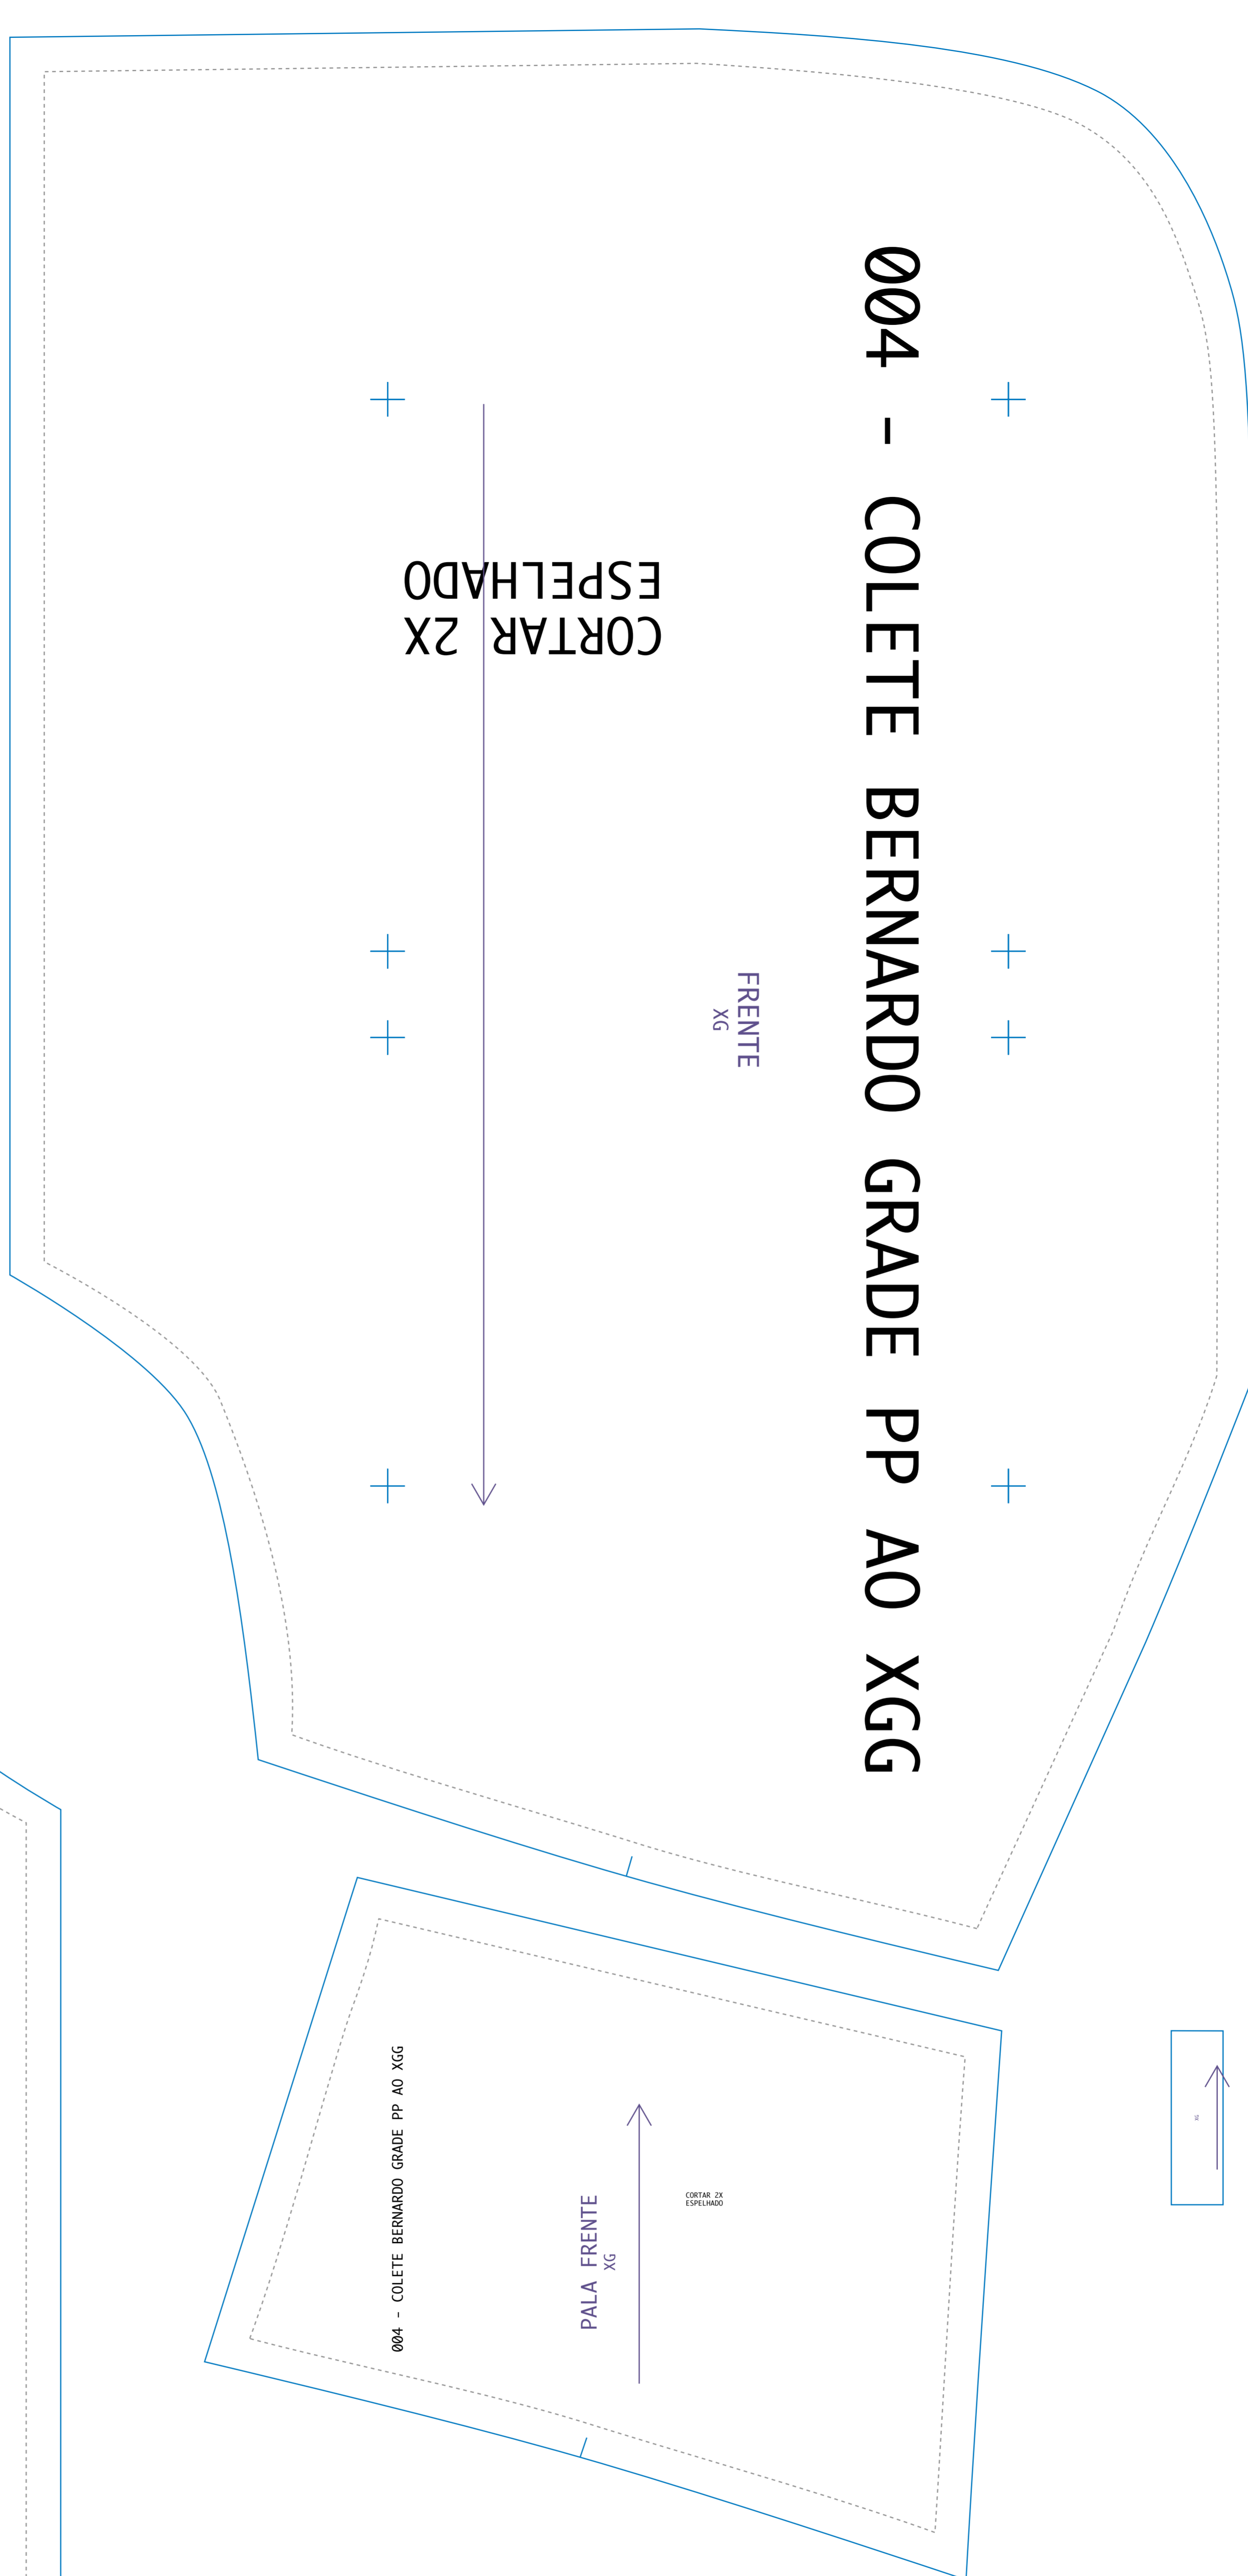 004 - COLETE BERNARDO GRADE PP AO XGG
CORTAR 2X
ESPELHADO
FRENTE
XG
004 - COLETE BERNARDO GRADE PP AO XGG
PALA FRENTE
XG
CORTAR 2X
ESPELHADO